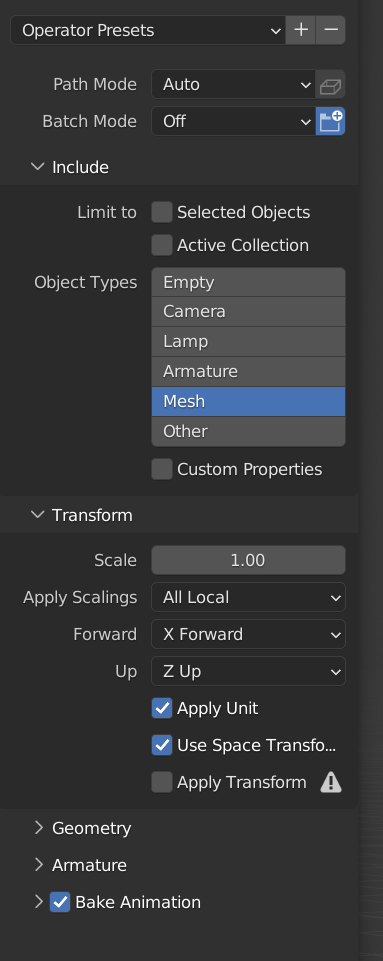 Operator Presets
Path Mode Auto
Batch Mode Off
Include
Limit to Selected Objects
Active Collection
Object Types Empty
Camera
Lamp
Armature
Mesh
Other
Custom Properties
Transform
Scale 1.00
Apply Scalings All Local
Forward X Forward
Up Z Up
Apply Unit
Use Space Transfo...
Apply Transform
Geometry
Armature
Bake Animation